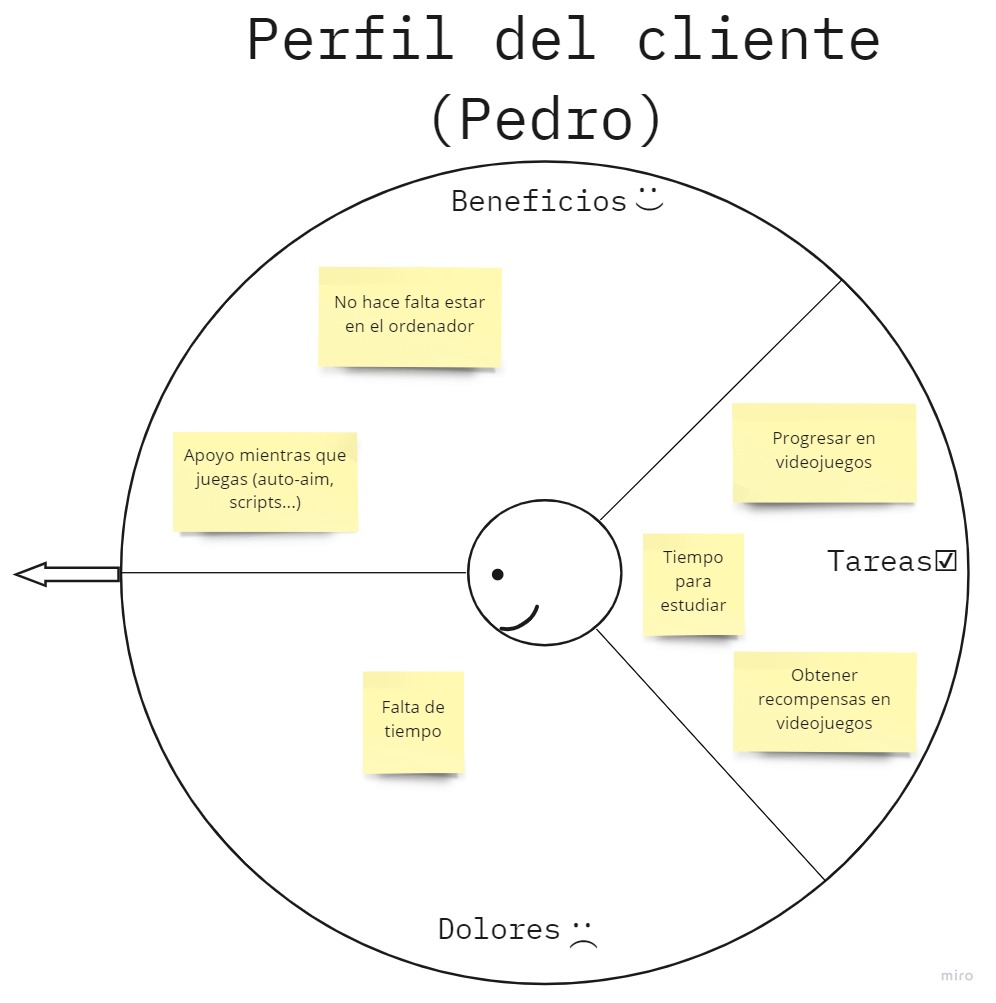 Perfil del cliente
(Pedro)
Beneficios
No hace falta estar
en el ordenador
Apoyo mientras que
juegas (auto-aim,
scripts...)
Progresar en
videojuegos
Tiempo
para
estudiar
Tareas☑
Obtener
recompensas en
videojuegos
Falta de
tiempo
Dolores
miro